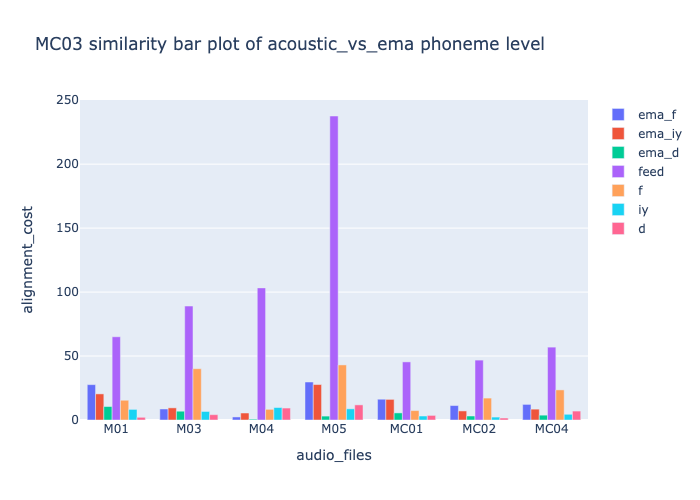 MC03 similarity bar plot of acoustic_vs_ema phoneme level
250
200
150
100
50
0
alignment_cost
M01 M03 M04 M05 MC01 MC02 MC04
audio_files
ema_f
ema_iy
ema_d
feed
f
iy
d